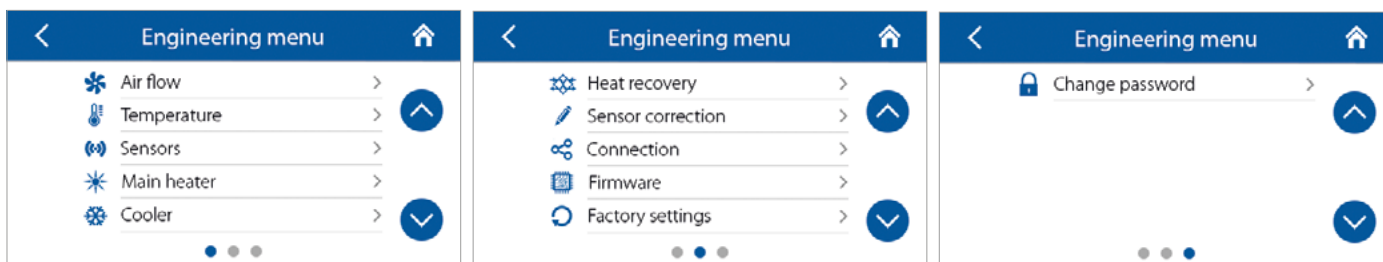 Engineering menu
Air flow
Temperature
Sensors
Main heater
Cooler
Engineering menu
Heat recovery
Sensor correction
Connection
Firmware
Factory settings
Engineering menu
Change password